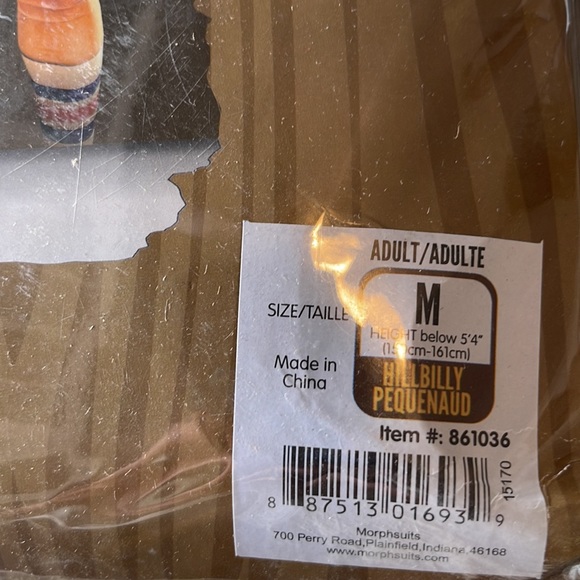 ADULT/ADULTE
SIZE/TAILLE
M
HEIGHT below 5'4"
cm-161cm)
Made in
China
HILLBILLY
PEQUENAUD
Item #: 861036
15170
8 87513 01693 9
Morphsuits
700 Perry Road, Plainfield, Indiana, 46168
www.morphsuits.com